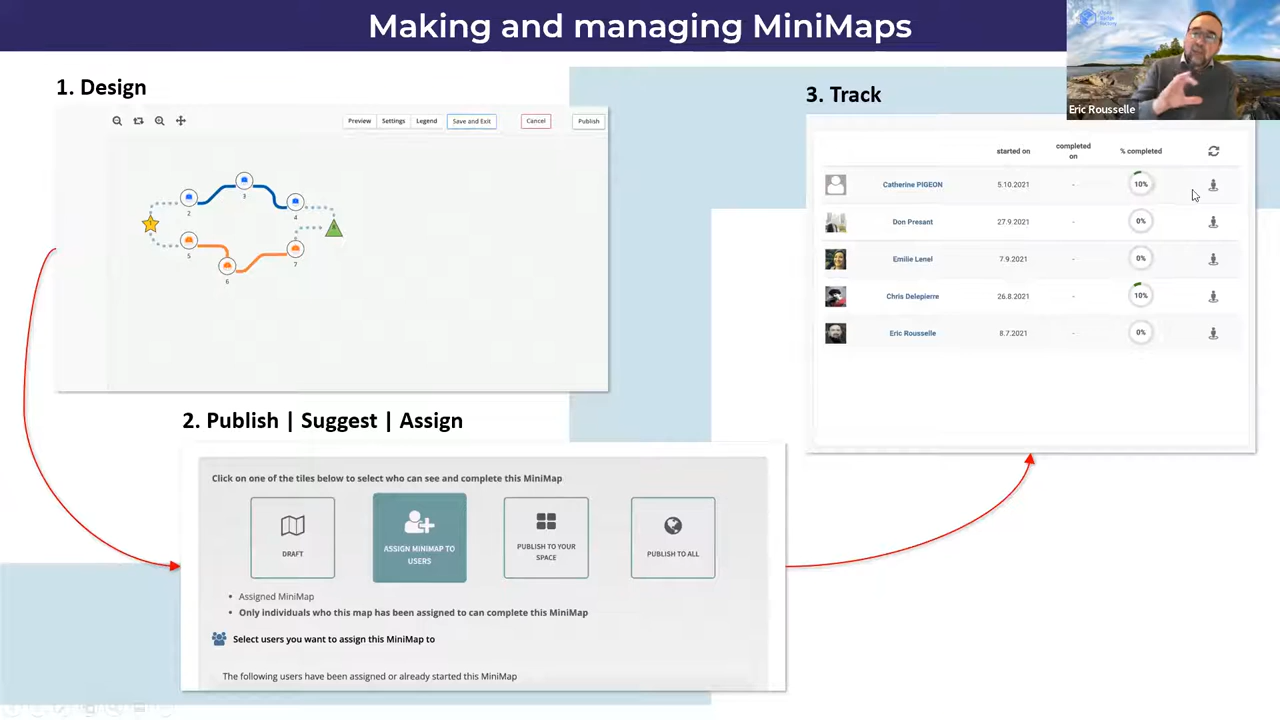 Making and managing MiniMaps
Eric Rousselle
1. Design
Preview
Settings
Legend
Save and Exit
Cancel
Publish
2
3
4
5
6
7
2. Publish | Suggest | Assign
Click on one of the tiles below to select who can see and complete this MiniMap
DRAFT
ASSIGN MINIMAP TO
USERS
PUBLISH TO YOUR
SPACE
PUBLISH TO ALL
• Assigned MiniMap
• Only individuals who this map has been assigned to can complete this MiniMap
Select users you want to assign this MiniMap to
The following users have been assigned or already started this MiniMap
3. Track
started on
completed
on
% completed
Catherine PIGEON 5.10.2021 - 10%
Don Presant 27.9.2021 - 0%
Emilie Lenel 7.9.2021 - 0%
Chris Delepierre 26.8.2021 - 10%
Eric Rousselle 8.7.2021 - 0%